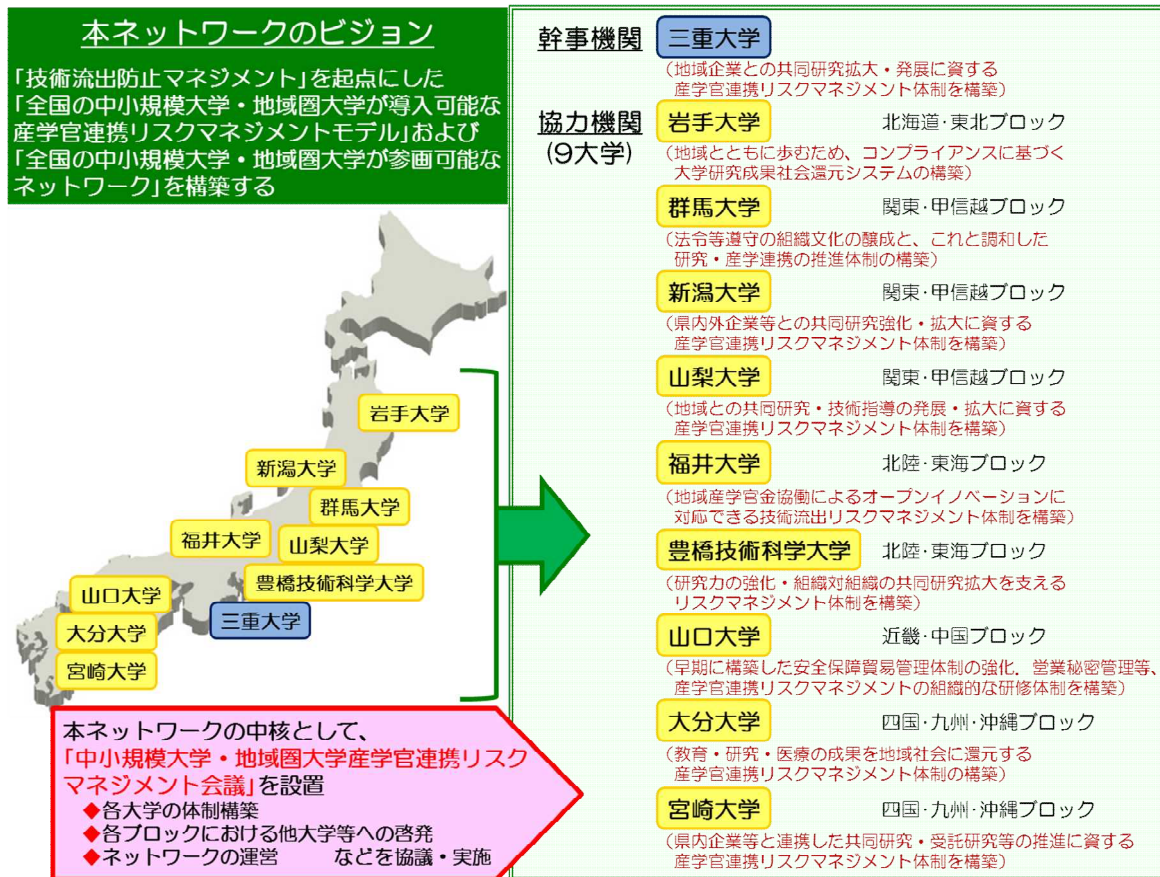 本ネットワークのビジョン
「技術流出防止マネジメント」を起点にした
「全国の中小規模大学・地域圏大学が導入可能な
産学官連携リスクマネジメントモデル」および
「全国の中小規模大学・地域圏大学が参画可能な
ネットワーク」を構築する
岩手大学
新潟大学
群馬大学
福井大学
山梨大学
豊橋技術科学大学
山口大学
三重大学
大分大学
宮崎大学
本ネットワークの中核として、
「中小規模大学・地域圏大学産学官連携リスク
マネジメント会議」を設置
◆各大学の体制構築
◆各ブロックにおける他大学等への啓発
◆ネットワークの運営 などを協議・実施
幹事機関 三重大学
（地域企業との共同研究拡大・発展に資する
産学官連携リスクマネジメント体制を構築）
協力機関 岩手大学 北海道・東北ブロック
(9大学)
（地域とともに歩むため、コンプライアンスに基づく
大学研究成果社会還元システムの構築）
群馬大学 関東・甲信越ブロック
（法令等遵守の組織文化の醸成と、これと調和した
研究・産学連携の推進体制の構築）
新潟大学 関東・甲信越ブロック
（県内外企業等との共同研究強化・拡大に資する
産学官連携リスクマネジメント体制を構築）
山梨大学 関東・甲信越ブロック
（地域との共同研究・技術指導の発展・拡大に資する
産学官連携リスクマネジメント体制を構築）
福井大学 北陸・東海ブロック
（地域産学官金協働によるオープンイノベーションに
対応できる技術流出リスクマネジメント体制を構築）
豊橋技術科学大学 北陸・東海ブロック
（研究力の強化・組織対組織の共同研究拡大を支える
リスクマネジメント体制を構築）
山口大学 近畿・中国ブロック
（早期に構築した安全保障貿易管理体制の強化，営業秘密管理等、
産学官連携リスクマネジメントの組織的な研修体制を構築）
大分大学 四国・九州・沖縄ブロック
（教育・研究・医療の成果を地域社会に還元する
産学官連携リスクマネジメント体制の構築）
宮崎大学 四国・九州・沖縄ブロック
（県内企業等と連携した共同研究・受託研究等の推進に資する
産学官連携リスクマネジメント体制を構築）